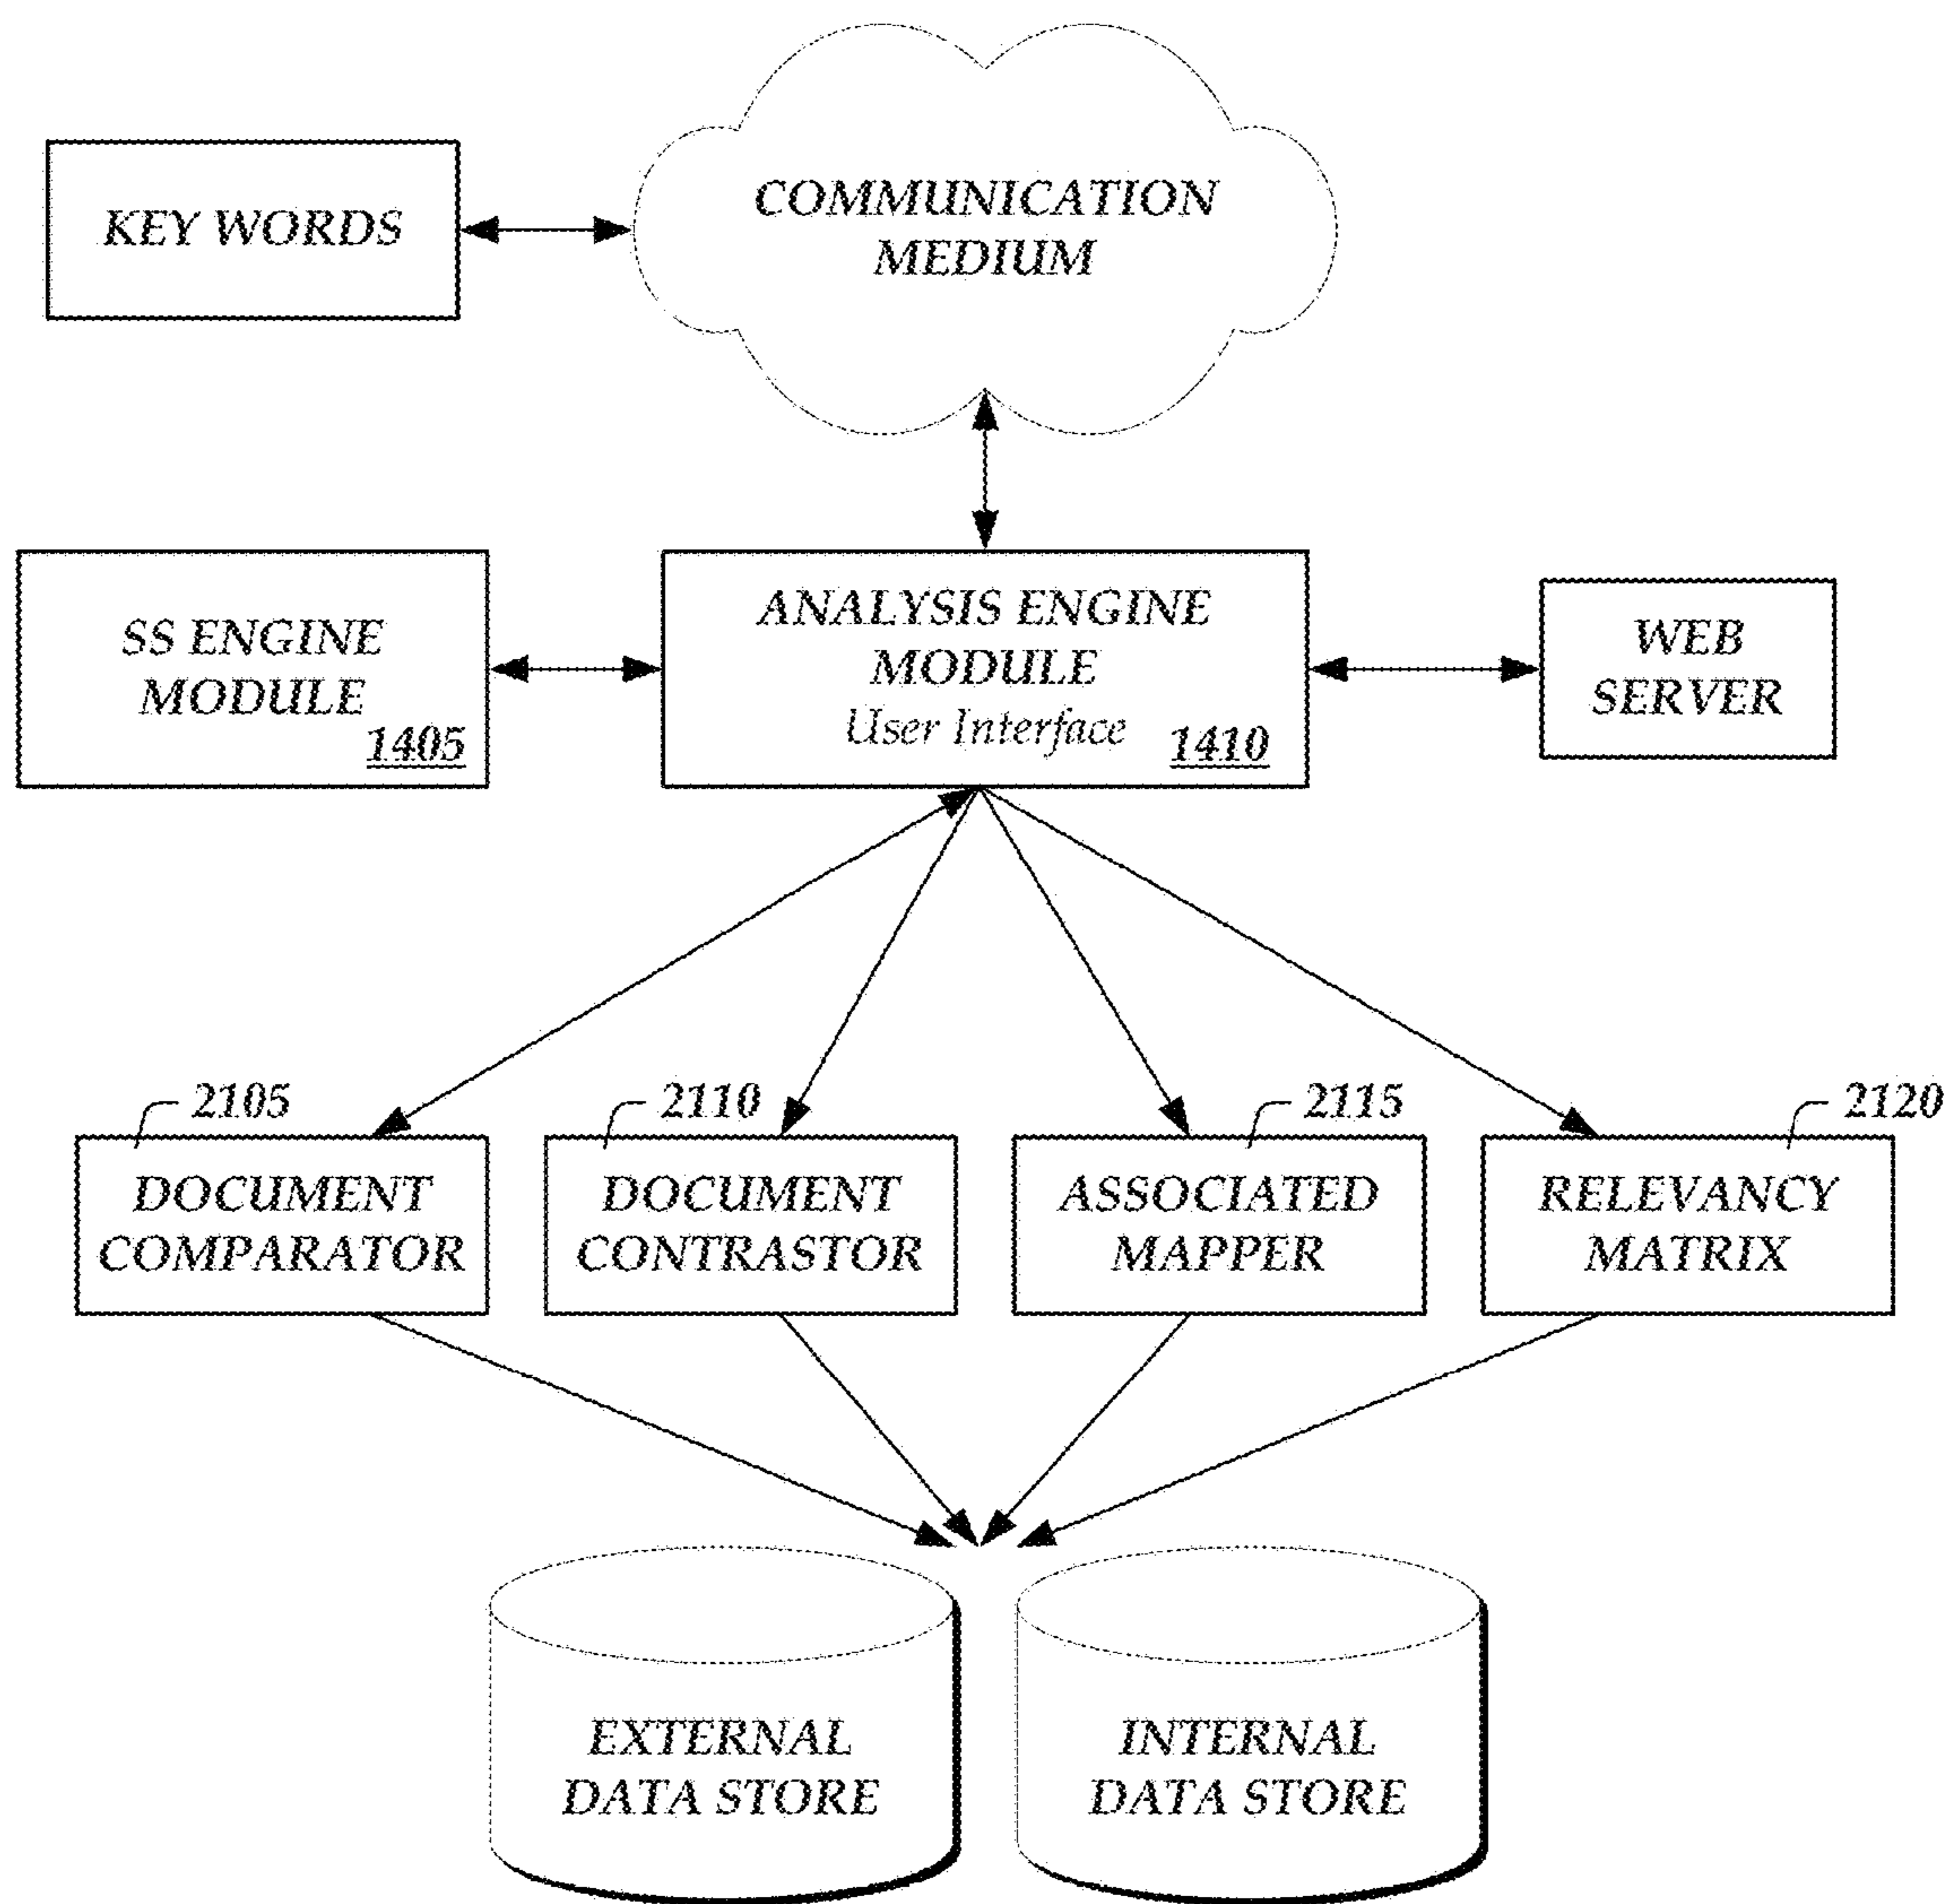 COMMUNICATION
MEDIUM
KEY WORDS
SS ENGINE
MODULE
1405
ANALYSIS ENGINE
MODULE
User Interface
1410
WEB
SERVER
2105
DOCUMENT
COMPARATOR
2110
DOCUMENT
CONTRASTOR
2115
ASSOCIATED
MAPPER
2120
RELEVANCY
MATRIX
EXTERNAL
DATA STORE
INTERNAL
DATA STORE